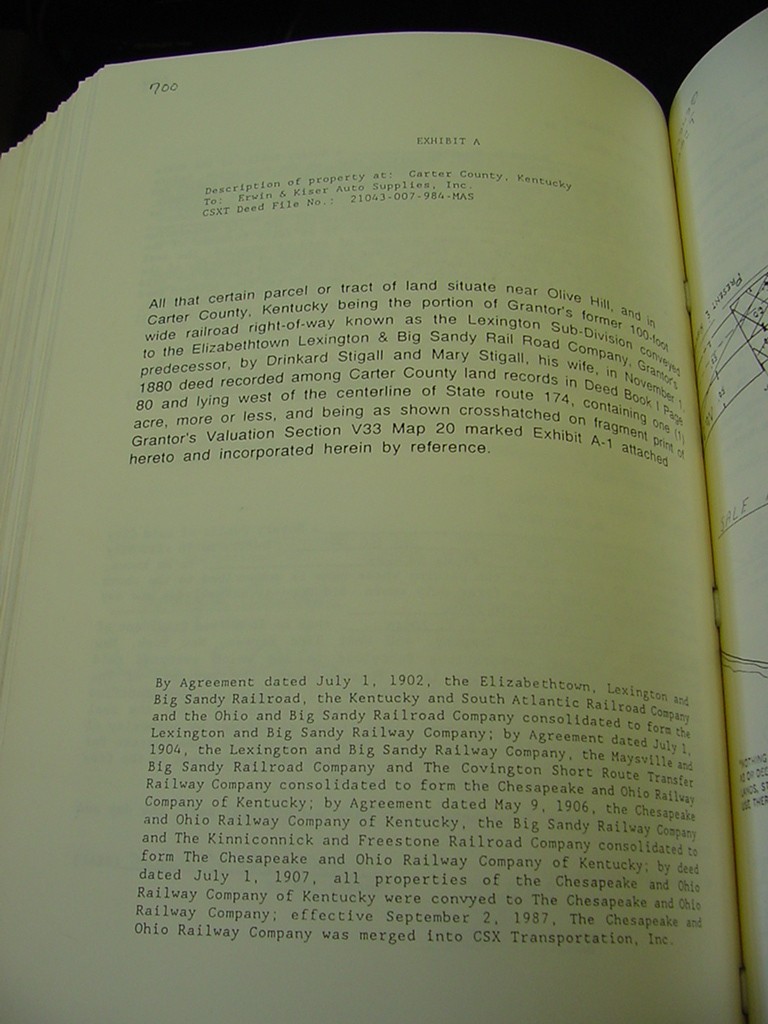 700
EXHIBIT A
Description of property at: Carter County, Kentucky
To: Erwin & Kiser Auto Supplies, Inc.
CSXT Deed File No.: 21043-007-984-MAS
All that certain parcel or tract of land situate near Olive Hill, and in
Carter County, Kentucky being the portion of Grantor's former 100-foot
wide railroad right-of-way known as the Lexington Sub-Division conveyed
to the Elizabethtown Lexington & Big Sandy Rail Road Company, Grantor's
predecessor, by Drinkard Stigall and Mary Stigall, his wife, in November 1,
1880 deed recorded among Carter County land records in Deed Book I Page
80 and lying west of the centerline of State route 174, containing one (1)
acre, more or less, and being as shown crosshatched on fragment print of
Grantor's Valuation Section V33 Map 20 marked Exhibit A-1 attached
hereto and incorporated herein by reference.
By Agreement dated July 1, 1902, the Elizabethtown, Lexington and
Big Sandy Railroad, the Kentucky and South Atlantic Railroad Company
and the Ohio and Big Sandy Railroad Company consolidated to form the
Lexington and Big Sandy Railway Company; by Agreement dated July 1,
1904, the Lexington and Big Sandy Railway Company, the Maysville and
Big Sandy Railroad Company and The Covington Short Route Transfer
Railway Company consolidated to form the Chesapeake and Ohio Railway
Company of Kentucky; by Agreement dated May 9, 1906, the Chesapeake
and Ohio Railway Company of Kentucky, the Big Sandy Railway Company
and The Kinniconnick and Freestone Railroad Company consolidated to
form The Chesapeake and Ohio Railway Company of Kentucky; by deed
dated July 1, 1907, all properties of the Chesapeake and Ohio
Railway Company of Kentucky were convyed to The Chesapeake and Ohio
Railway Company; effective September 2, 1987, The Chesapeake and
Ohio Railway Company was merged into CSX Transportation, Inc.
PRESENT
SALE